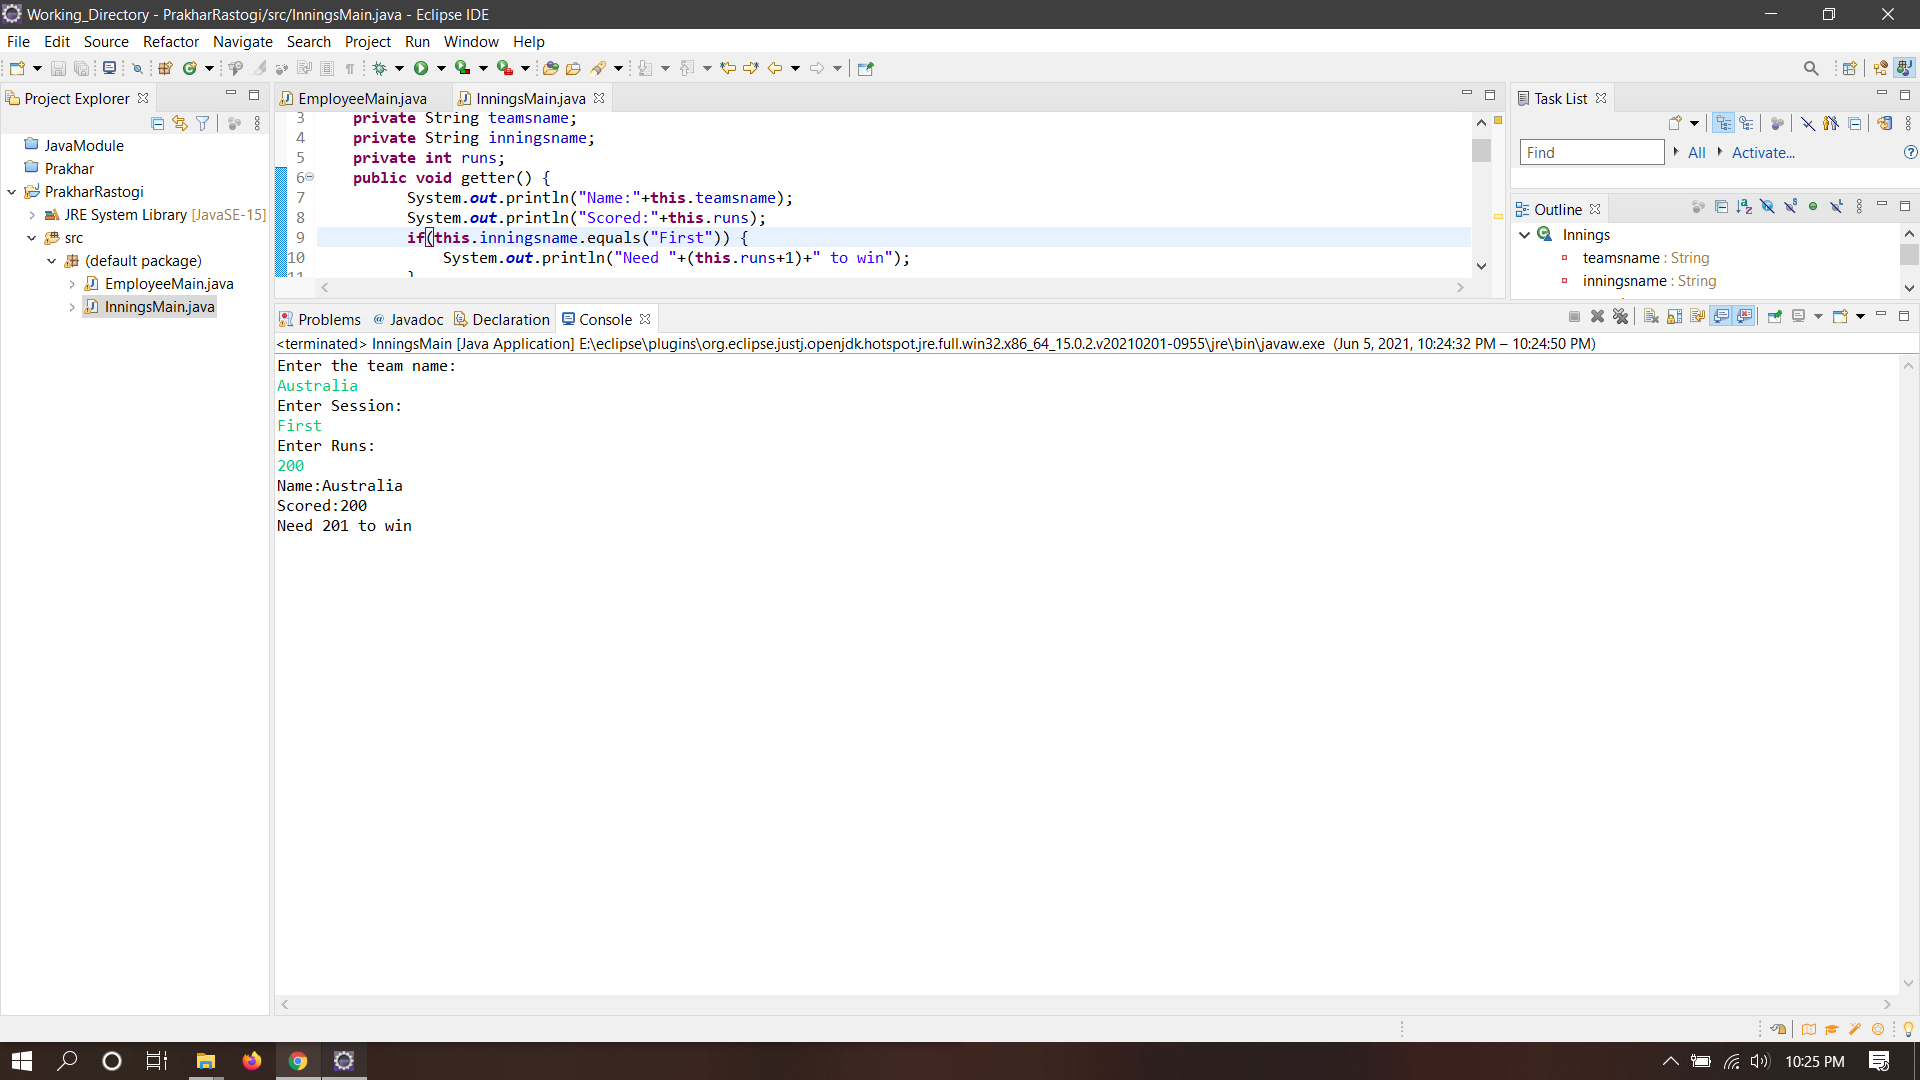 Working_Directory - PrakharRastogi/src/InningsMain.java - Eclipse IDE
File Edit Source Refactor Navigate Search Project Run Window Help
Project Explorer
JavaModule
Prakhar
PrakharRastogi
JRE System Library [JavaSE-15]
src
(default package)
EmployeeMain.java
InningsMain.java
EmployeeMain.java InningsMain.java
3 private String teamsname;
4 private String inningsname;
5 private int runs;
6 public void getter() {
7 System.out.println("Name:"+this.teamsname);
8 System.out.println("Scored:"+this.runs);
9 if(this.inningsname.equals("First")) {
10 System.out.println("Need "+(this.runs+1)+" to win");
11 }
Task List
Find All Activate...
Outline
Innings
teamsname : String
inningsname : String
Problems @ Javadoc Declaration Console
<terminated> InningsMain [Java Application] E:\eclipse\plugins\org.eclipse.justj.openjdk.hotspot.jre.full.win32.x86_64_15.0.2.v20210201-0955\jre\bin\javaw.exe (Jun 5, 2021, 10:24:32 PM – 10:24:50 PM)
Enter the team name:
Australia
Enter Session:
First
Enter Runs:
200
Name:Australia
Scored:200
Need 201 to win
10:25 PM